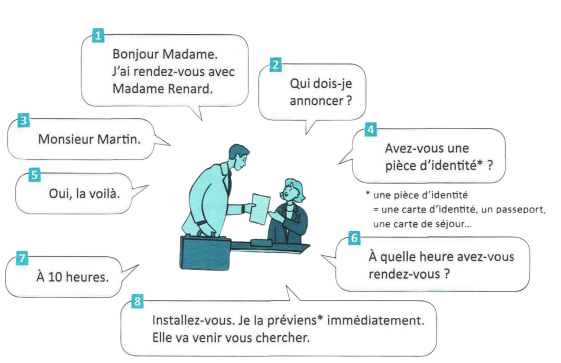 1
Bonjour Madame.
J'ai rendez-vous avec
Madame Renard.
2
Qui dois-je
annoncer ?
3
Monsieur Martin.
4
Avez-vous une
pièce d'identité* ?
* une pièce d'identité
= une carte d'identité, un passeport,
une carte de séjour...
5
Oui, la voilà.
6
À quelle heure avez-vous
rendez-vous ?
7
À 10 heures.
8
Installez-vous. Je la préviens* immédiatement.
Elle va venir vous chercher.